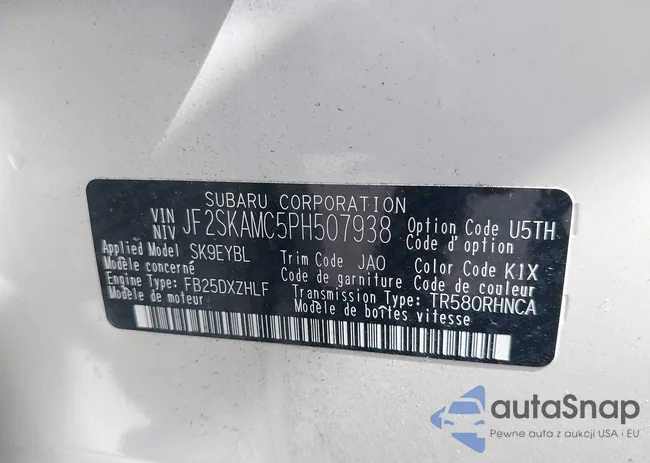 SUBARU CORPORATION
VIN NIV JF2SKAMC5PH507938 Option Code U5TH
Code d'option
Applied Model SK9EYBL Trim Code JAO Color Code K1X
Modèle concerné Code de garniture Code de couleur
Engine Type: FB25DXZHLF Transmission Type: TR580RHNCA
Modèle de moteur Modèle de boîtes vitesse
autaSnap
Pewne auta z aukcji USA i EU